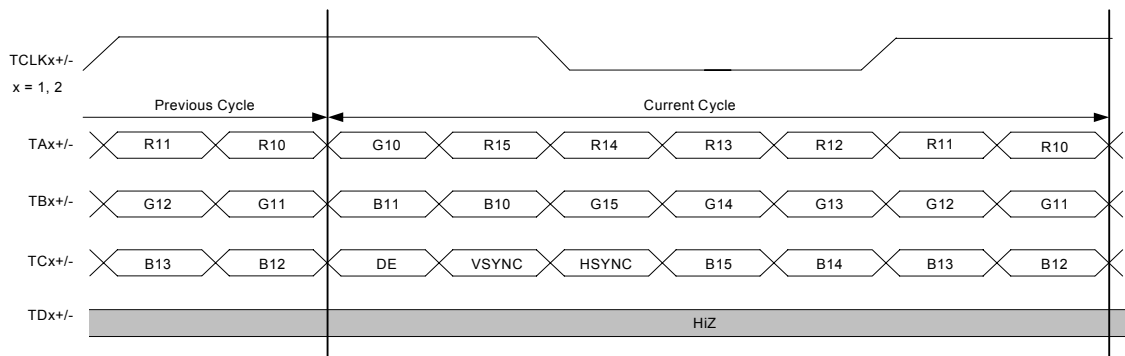 TCLKx+/-
x = 1, 2
Previous Cycle Current Cycle
TAx+/- R11 R10 G10 R15 R14 R13 R12 R11 R10
TBx+/- G12 G11 B11 B10 G15 G14 G13 G12 G11
TCx+/- B13 B12 DE VSYNC HSYNC B15 B14 B13 B12
TDx+/- HiZ